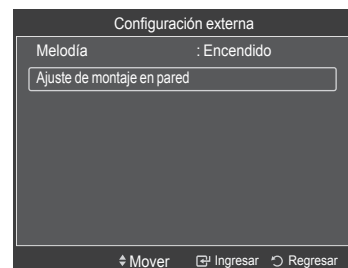 Configuración externa
Melodía : Encendido
Ajuste de montaje en pared
Mover Ingresar Regresar